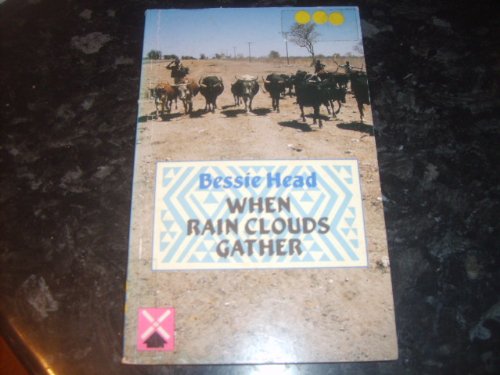 Bessie Head
WHEN
RAIN CLOUDS
GATHER